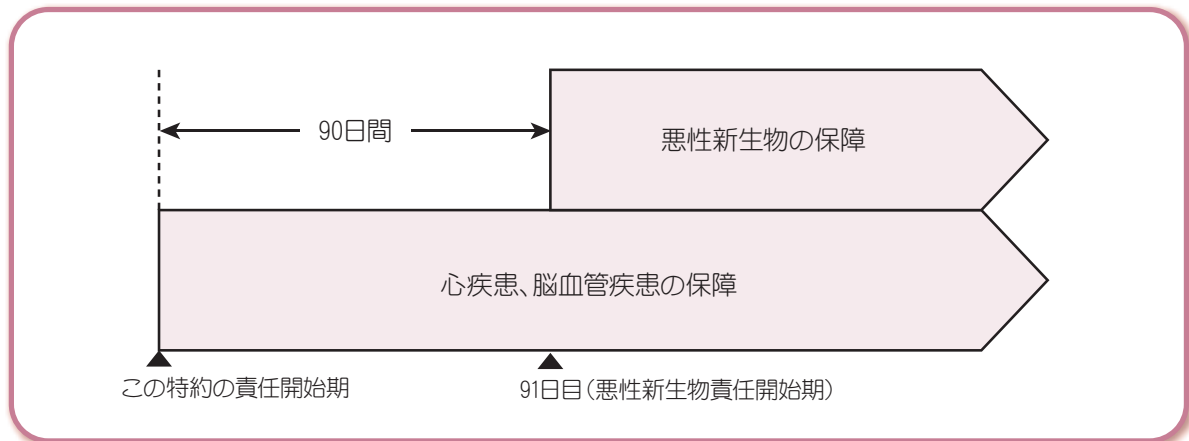 90日間
悪性新生物の保障
心疾患、脳血管疾患の保障
この特約の責任開始期
91日目（悪性新生物責任開始期）